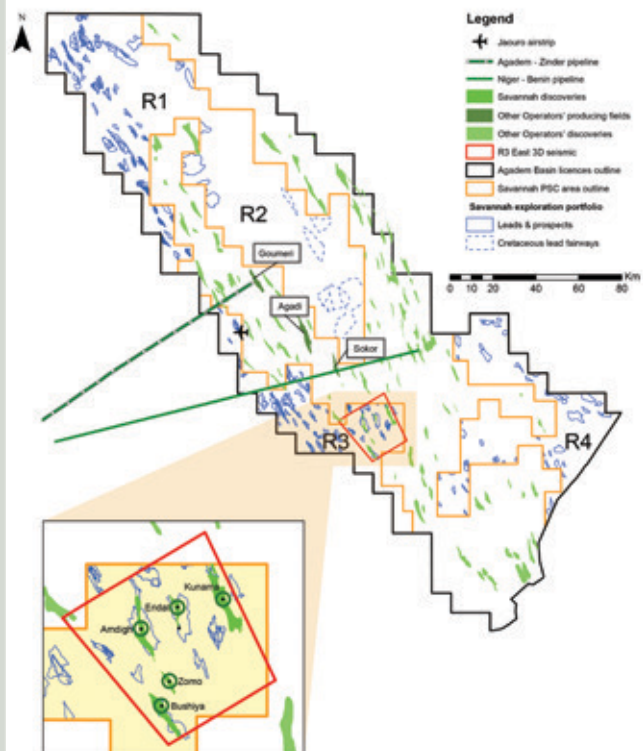 N
R1
R2
Goumeri
Agadi
Sokor
R3
R4
Legend
Jaouro airstrip
Agadem - Zinder pipeline
Niger - Benin pipeline
Savannah discoveries
Other Operators' producing fields
Other Operators' discoveries
R3 East 3D seismic
Agadem Basin licences outline
Savannah PSC area outline
Savannah exploration portfolio
Leads & prospects
Cretaceous lead fairways
0 10 20 40 60 80
Km
Kunama
Eridal
Amdigh
Zomo
Bushiya